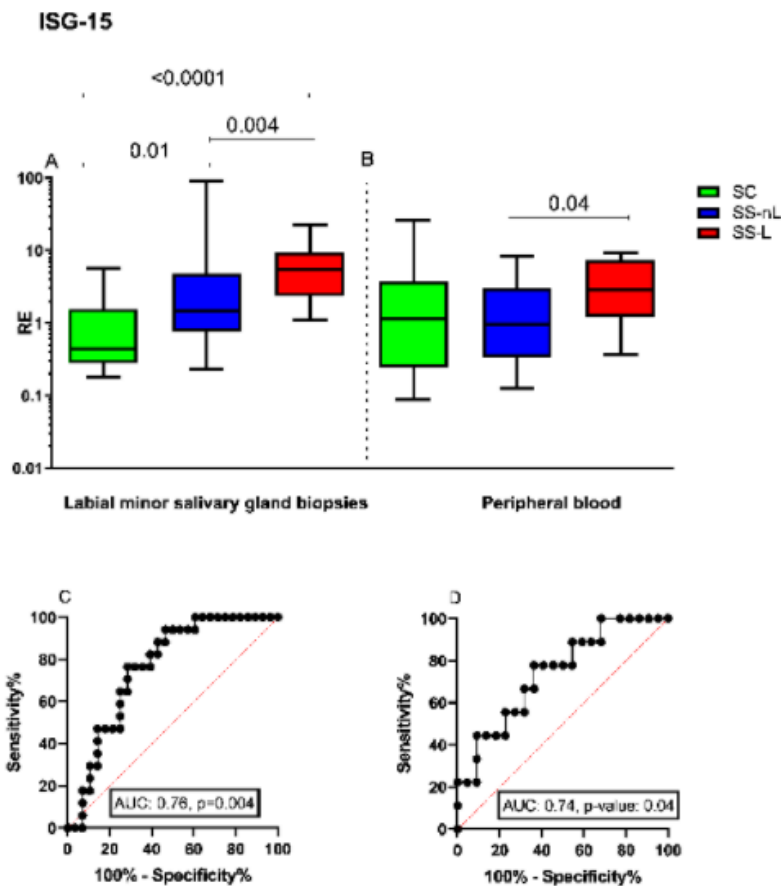 ISG-15
<0.0001
0.004
0.01
A
B
0.04
SC
SS-nL
SS-L
100
10
1
0.1
0.01
RE
Labial minor salivary gland biopsies
Peripheral blood
C
100
80
60
40
20
0
Sensitivity%
AUC: 0.76, p=0.004
0 20 40 60 80 100
100% - Specificity%
D
100
80
60
40
20
0
Sensitivity%
AUC: 0.74, p-value: 0.04
0 20 40 60 80 100
100% - Specificity%